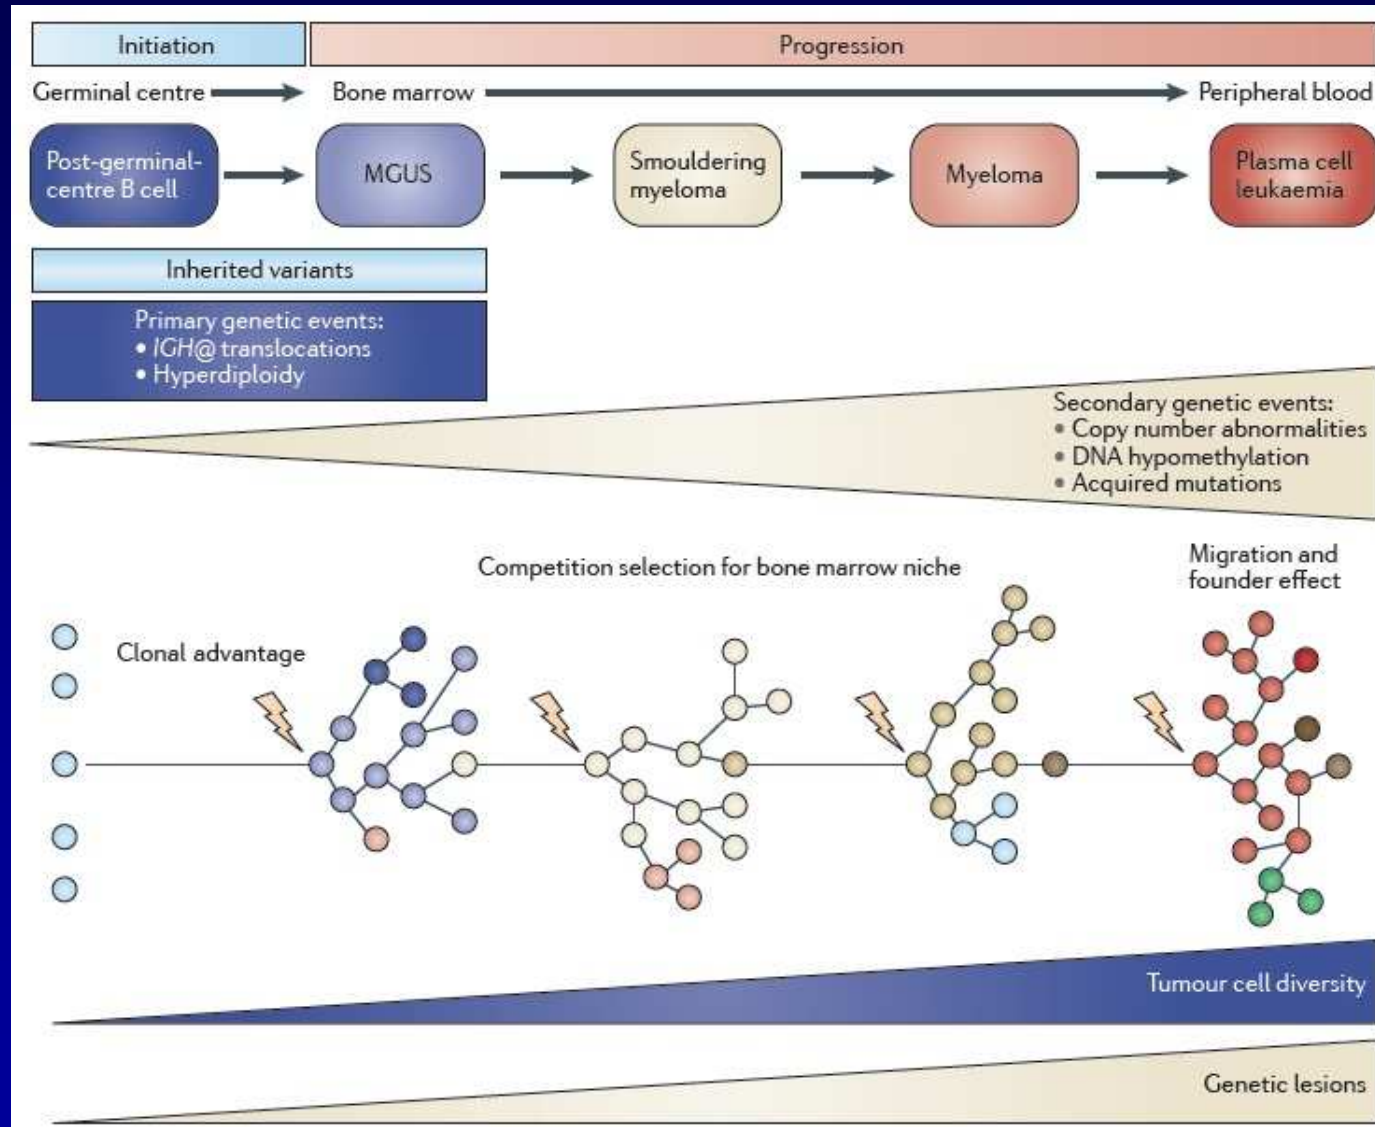 Initiation
Progression
Germinal centre
Bone marrow
Peripheral blood
Post-germinal-
centre B cell
MGUS
Smouldering
myeloma
Myeloma
Plasma cell
leukaemia
Inherited variants
Primary genetic events:
• IGH@ translocations
• Hyperdiploidy
Secondary genetic events:
• Copy number abnormalities
• DNA hypomethylation
• Acquired mutations
Competition selection for bone marrow niche
Migration and
founder effect
Clonal advantage
Tumour cell diversity
Genetic lesions